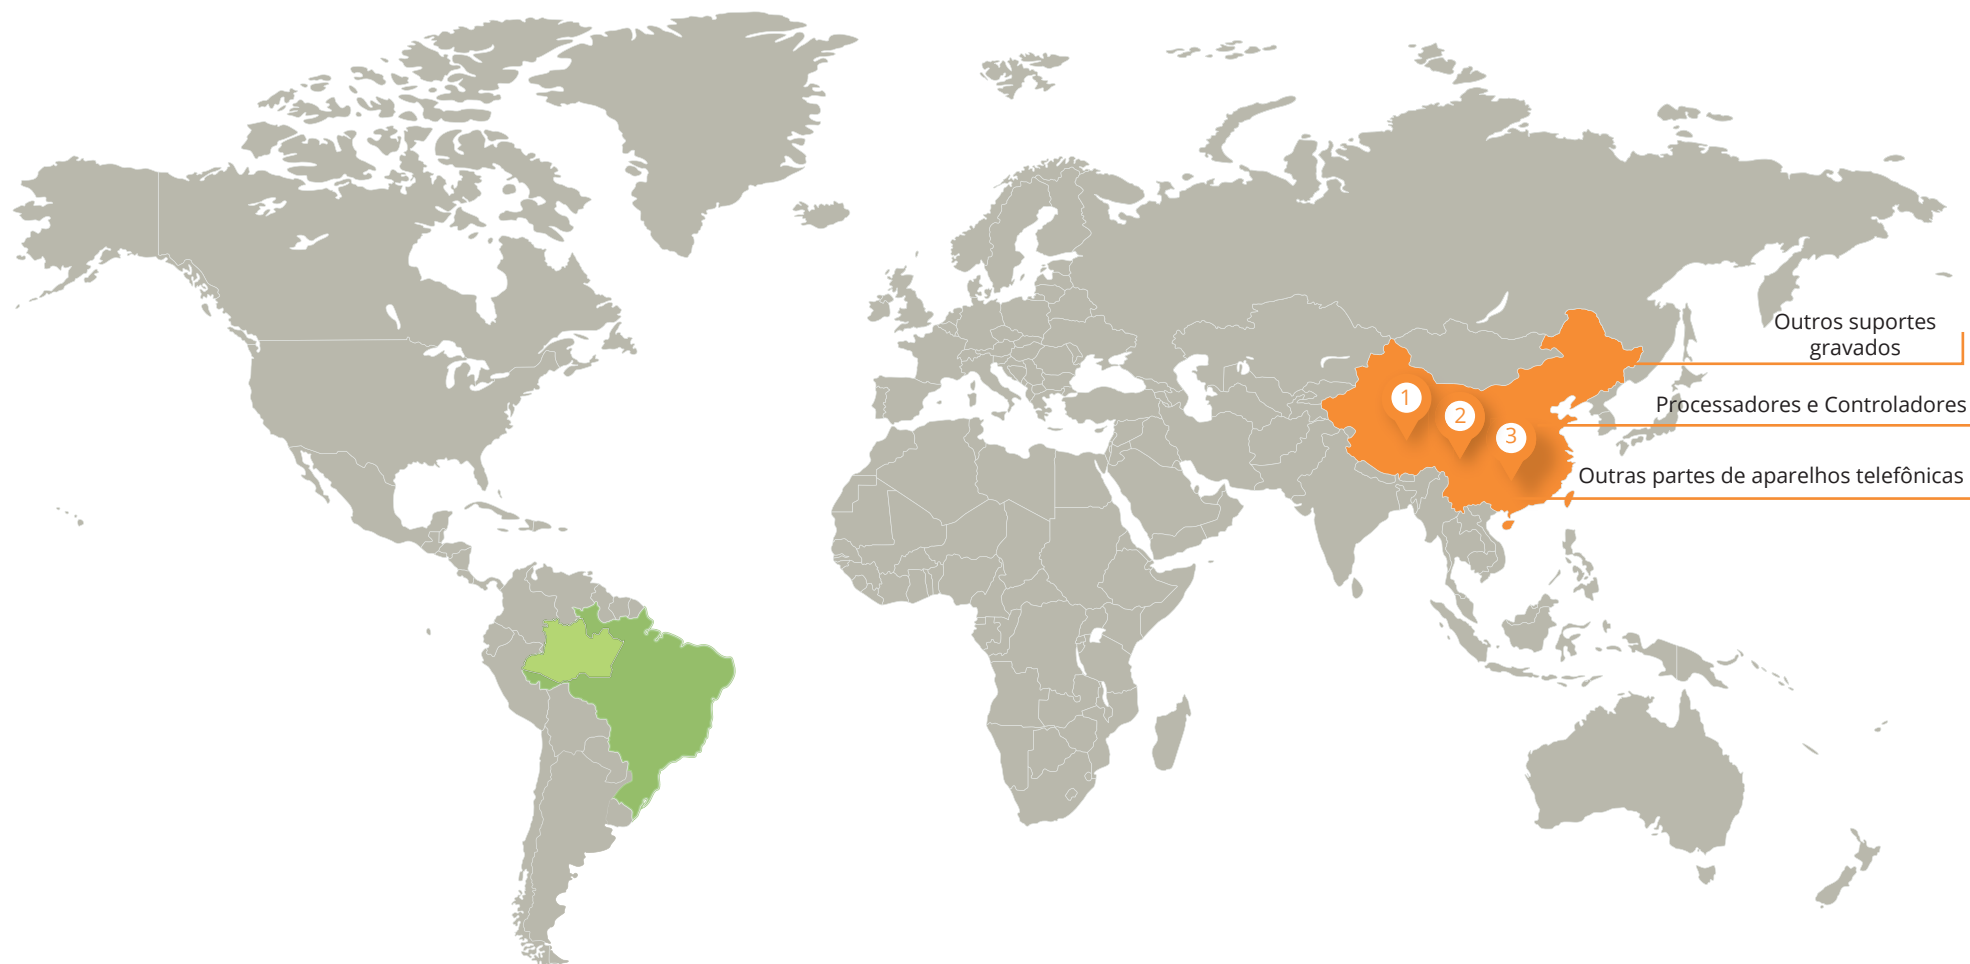 Outros suportes
gravados
1
Processadores e Controladores
2
3
Outras partes de aparelhos telefônicas